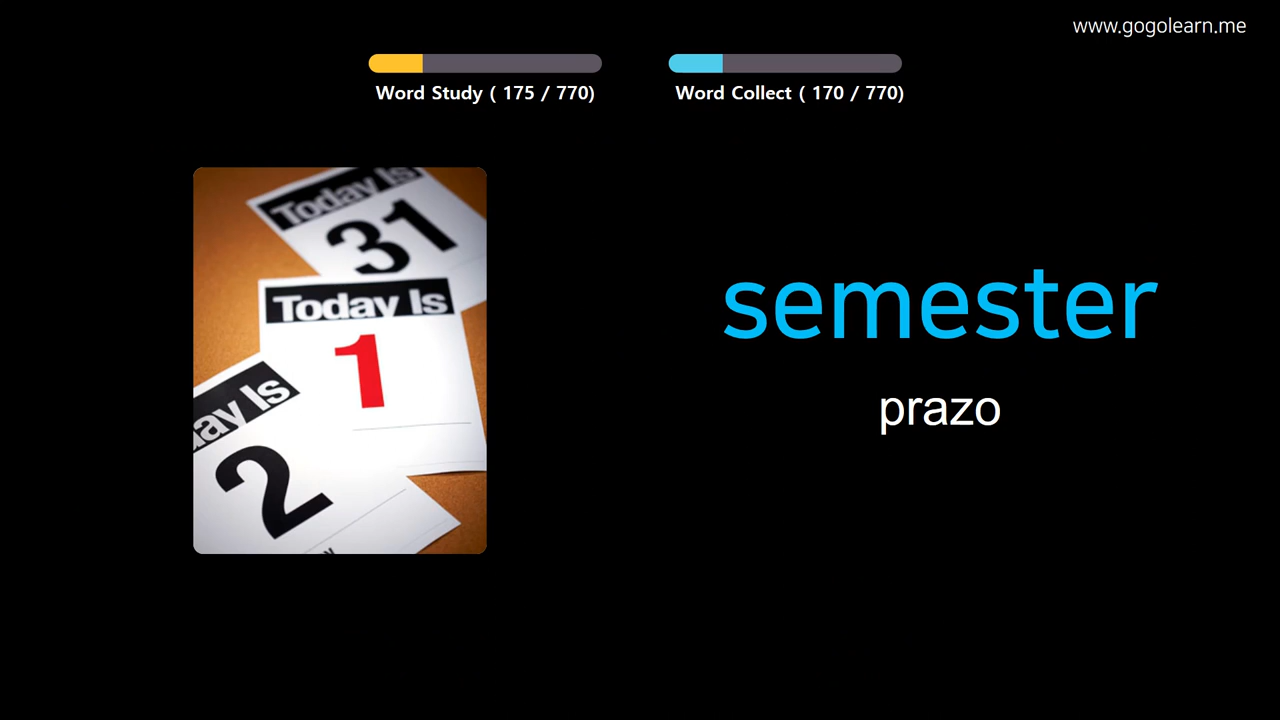 www.gogolearn.me
Word Study ( 175 / 770)
Word Collect ( 170 / 770)
Today Is
31
Today Is
1
day Is
2
semester
prazo